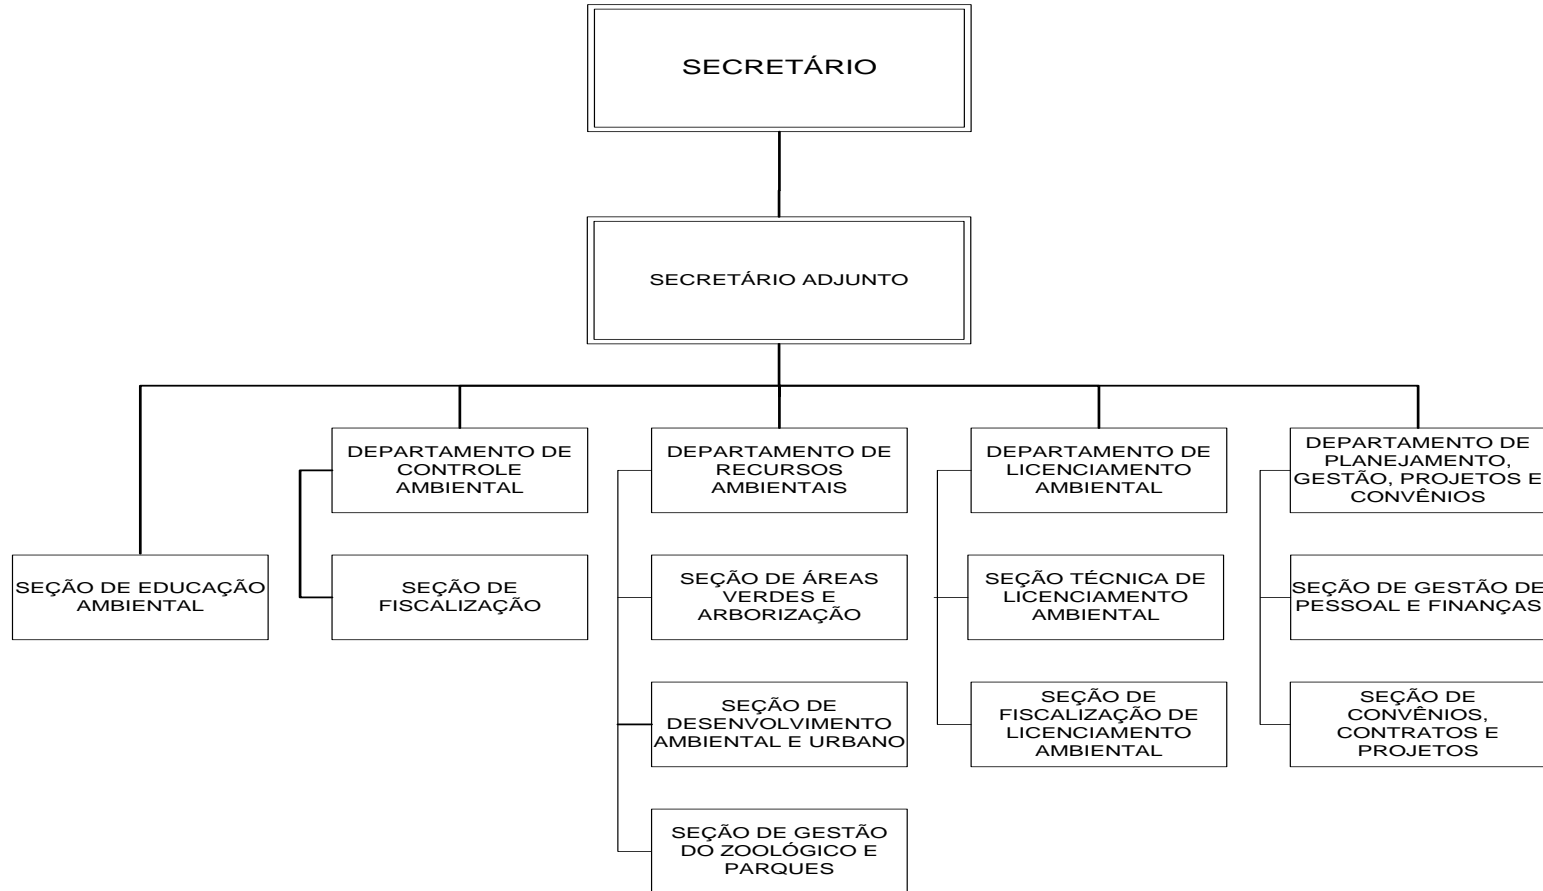 SECRETÁRIO
SECRETÁRIO ADJUNTO
DEPARTAMENTO DE
CONTROLE
AMBIENTAL
DEPARTAMENTO DE
RECURSOS
AMBIENTAIS
DEPARTAMENTO DE
LICENCIAMENTO
AMBIENTAL
DEPARTAMENTO DE
PLANEJAMENTO,
GESTÃO, PROJETOS E
CONVÊNIOS
SEÇÃO DE EDUCAÇÃO
AMBIENTAL
SEÇÃO DE
FISCALIZAÇÃO
SEÇÃO DE ÁREAS
VERDES E
ARBORIZAÇÃO
SEÇÃO TÉCNICA DE
LICENCIAMENTO
AMBIENTAL
SEÇÃO DE GESTÃO DE
PESSOAL E FINANÇAS
SEÇÃO DE
DESENVOLVIMENTO
AMBIENTAL E URBANO
SEÇÃO DE
FISCALIZAÇÃO DE
LICENCIAMENTO
AMBIENTAL
SEÇÃO DE
CONVÊNIOS,
CONTRATOS E
PROJETOS
SEÇÃO DE GESTÃO
DO ZOOLÓGICO E
PARQUES